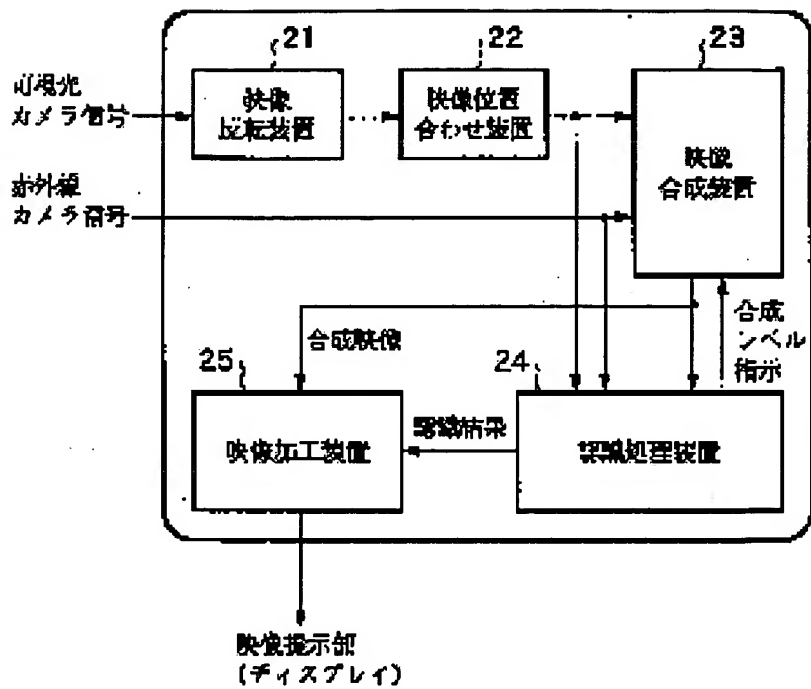 21
22
23
可視光
カメラ信号
映像
反転装置
映像位置
合わせ装置
映像
合成装置
赤外線
カメラ信号
合成映像
合成
レベル
指示
25
24
映像加工装置
認識結果
認識処理装置
映像提示部
(ディスプレイ)